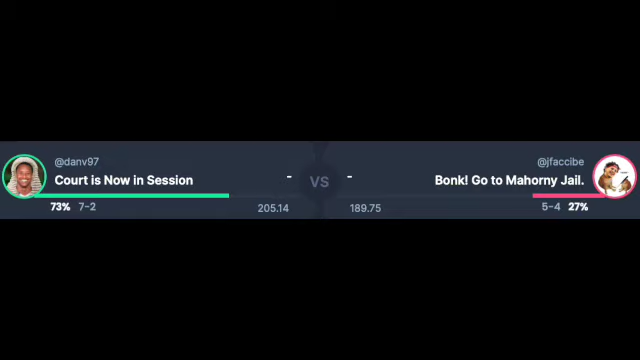 @danv97
Court is Now in Session
-
73% 7-2
205.14
VS
@jfaccibe
-
Bonk! Go to Mahorny Jail.
189.75
5-4 27%